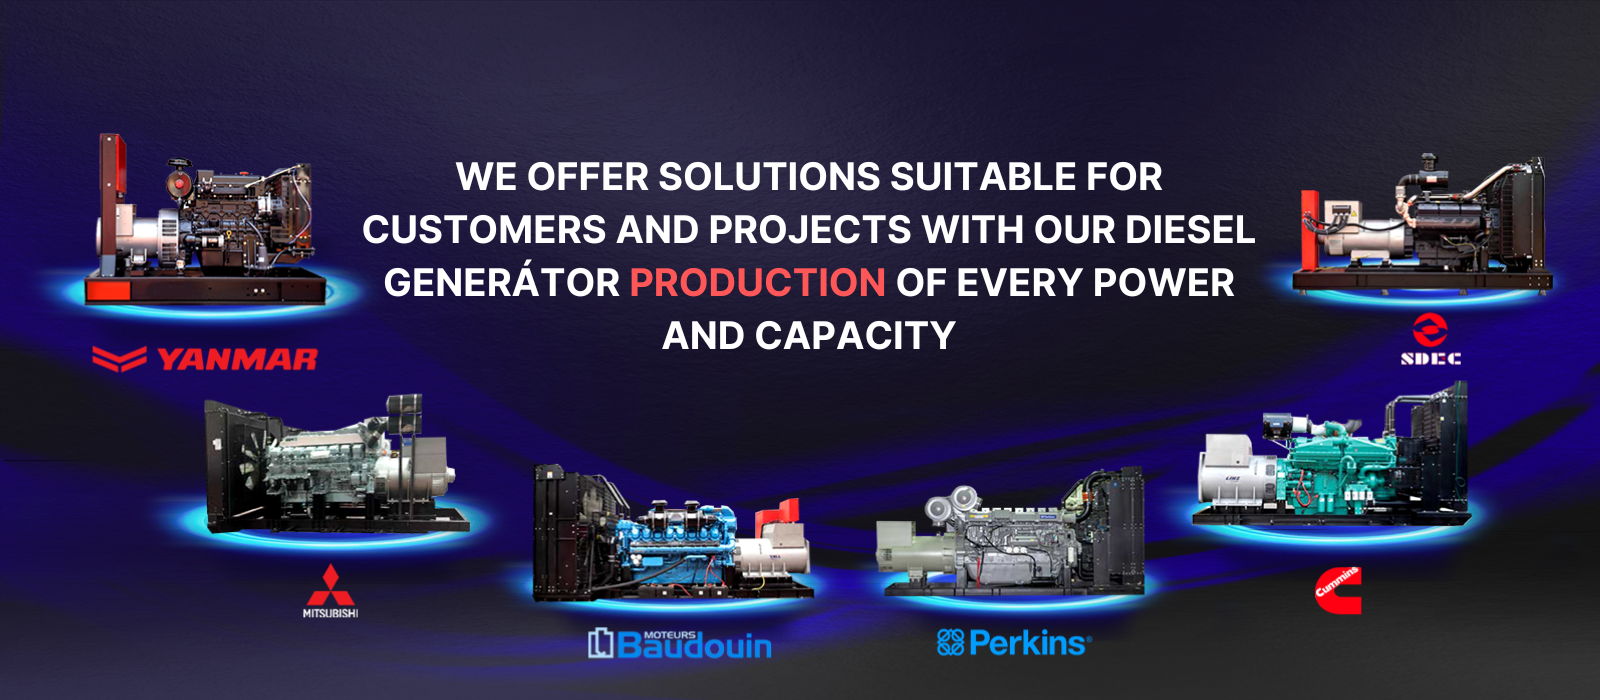 WE OFFER SOLUTIONS SUITABLE FOR
CUSTOMERS AND PROJECTS WITH OUR DIESEL
GENERÁTOR PRODUCTION OF EVERY POWER
AND CAPACITY
YANMAR
SDEC
MITSUBISHI
MOTEURS
Baudouin
Perkins®
Cummins